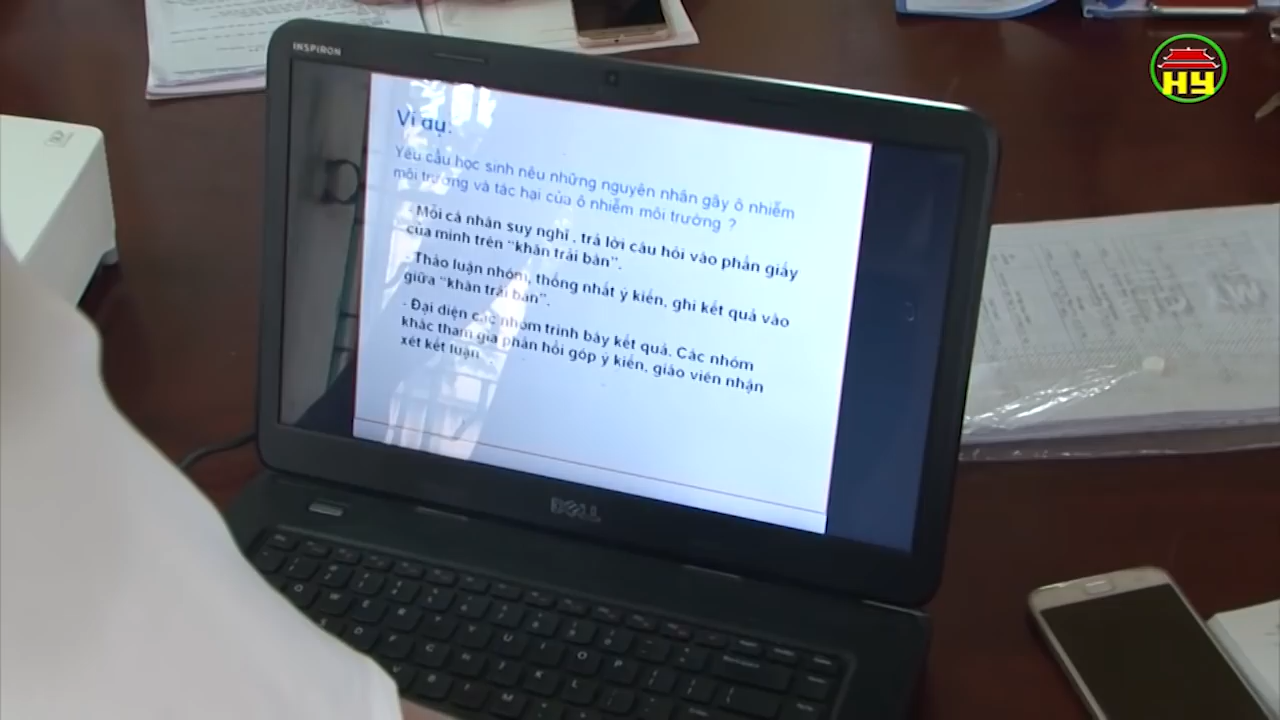 INSPIRON
HY
Ví dụ:
Yêu cầu học sinh nêu những nguyên nhân gây ô nhiễm
môi trường và tác hại của ô nhiễm môi trường ?
- Mỗi cá nhân suy nghĩ , trả lời câu hỏi vào phần giấy
của mình trên “khăn trải bàn”.
- Thảo luận nhóm, thống nhất ý kiến, ghi kết quả vào
giữa “khăn trải bàn”.
- Đại diện các nhóm trình bày kết quả. Các nhóm
khác tham gia phản hồi góp ý kiến, giáo viên nhận
xét kết luận
DELL